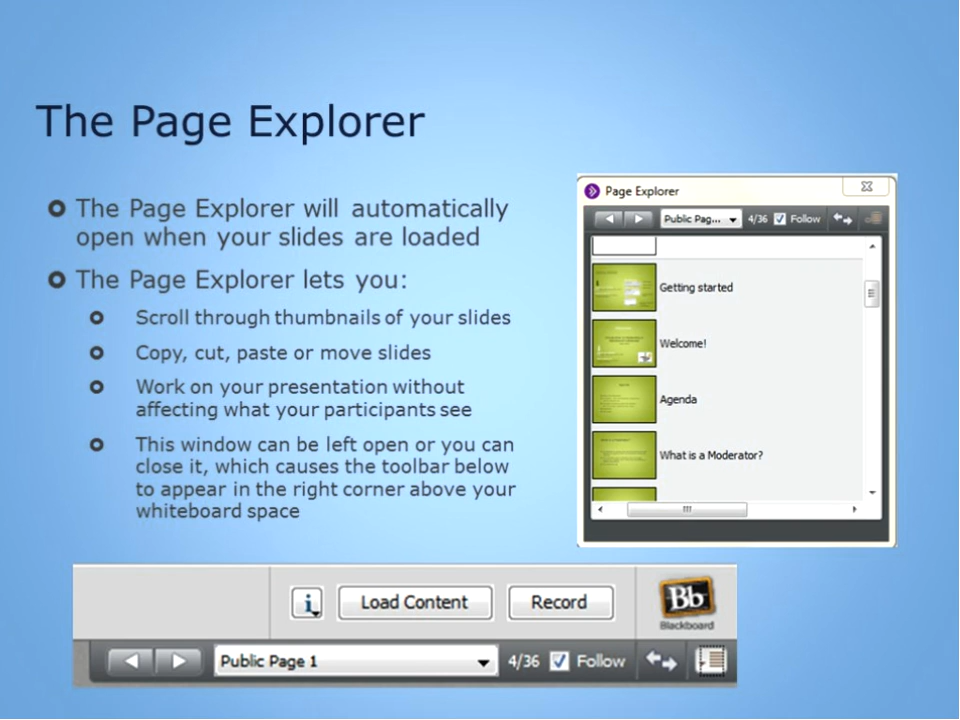 The Page Explorer
The Page Explorer will automatically
open when your slides are loaded
The Page Explorer lets you:
Scroll through thumbnails of your slides
Copy, cut, paste or move slides
Work on your presentation without
affecting what your participants see
This window can be left open or you can
close it, which causes the toolbar below
to appear in the right corner above your
whiteboard space
Page Explorer
Public Pag... 4/36 Follow
Getting started
Welcome!
Agenda
What is a Moderator?
i Load Content Record
Bb
Blackboard
Public Page 1 4/36 Follow